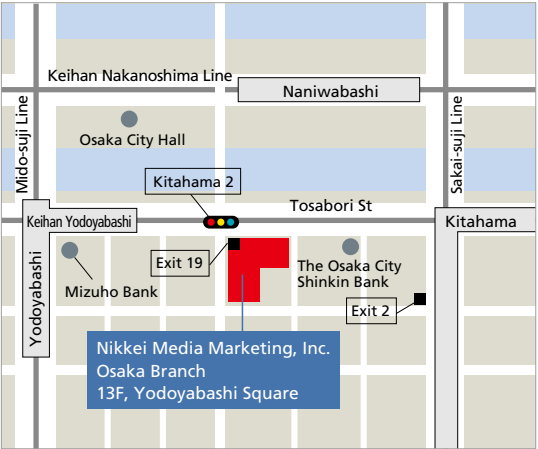 Keihan Nakanoshima Line
Naniwabashi
Mido-suji Line
Sakai-suji Line
Osaka City Hall
Kitahama 2
Tosabori St
Keihan Yodoyabashi
Kitahama
Yodoyabashi
Exit 19
Mizuho Bank
The Osaka City
Shinkin Bank
Exit 2
Nikkei Media Marketing, Inc.
Osaka Branch
13F, Yodoyabashi Square